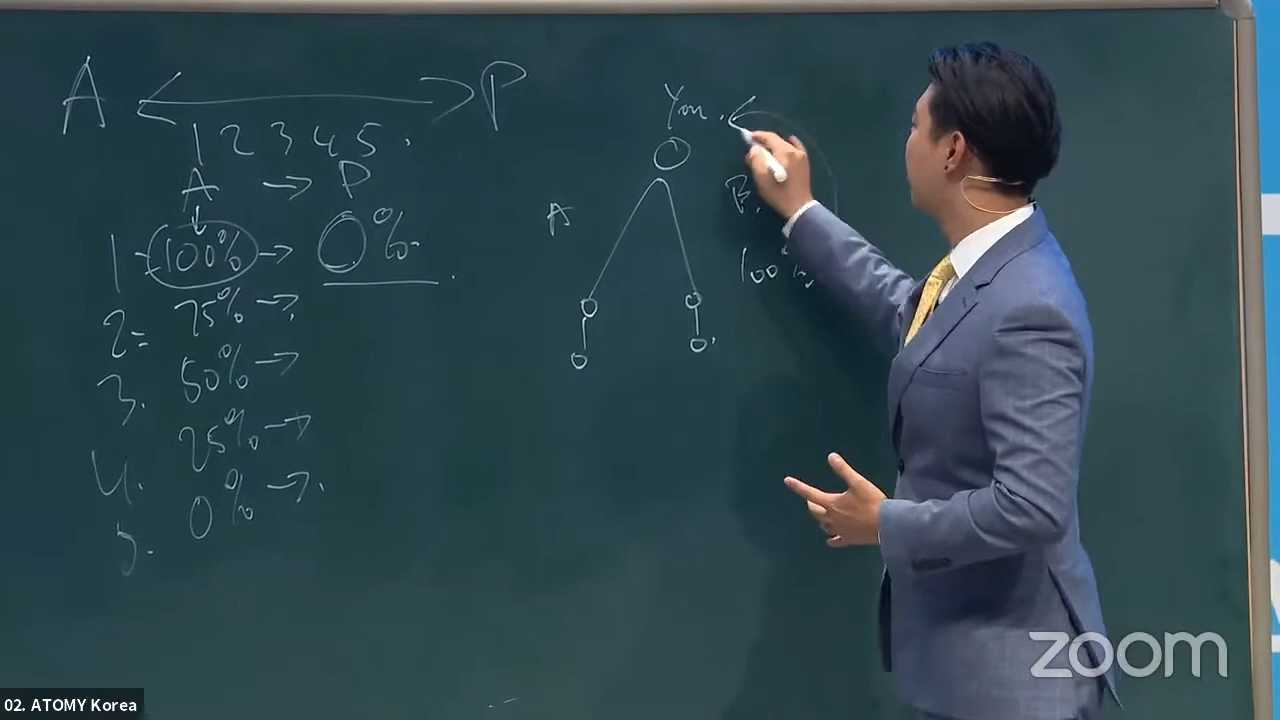 A P
1 2 3 4 5.
A → P
1 - 100% → 0%.
2 = 75% →
3. 50% →
4. 25% →
5. 0% →
You.
A B.
100%
zoom
02. ATOMY Korea